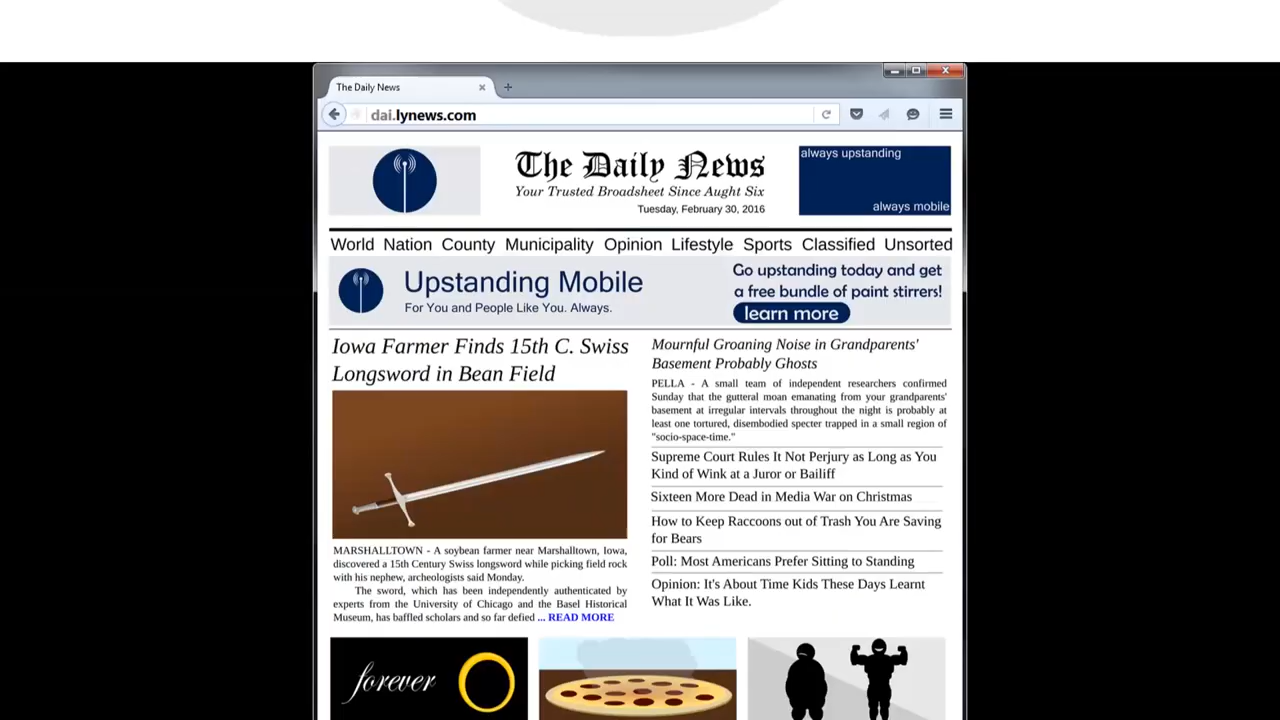 The Daily News
dai.lynews.com
The Daily News
Your Trusted Broadsheet Since Aught Six
Tuesday, February 30, 2016
always upstanding
always mobile
World Nation County Municipality Opinion Lifestyle Sports Classified Unsorted
Upstanding Mobile
For You and People Like You. Always.
Go upstanding today and get
a free bundle of paint stirrers!
learn more
Iowa Farmer Finds 15th C. Swiss
Longsword in Bean Field
MARSHALLTOWN - A soybean farmer near Marshalltown, Iowa,
discovered a 15th Century Swiss longsword while picking field rock
with his nephew, archeologists said Monday.
The sword, which has been independently authenticated by
experts from the University of Chicago and the Basel Historical
Museum, has baffled scholars and so far defied ... READ MORE
Mournful Groaning Noise in Grandparents'
Basement Probably Ghosts
PELLA - A small team of independent researchers confirmed
Sunday that the gutteral moan emanating from your grandparents'
basement at irregular intervals throughout the night is probably at
least one tortured, disembodied specter trapped in a small region of
"socio-space-time."
Supreme Court Rules It Not Perjury as Long as You
Kind of Wink at a Juror or Bailiff
Sixteen More Dead in Media War on Christmas
How to Keep Raccoons out of Trash You Are Saving
for Bears
Poll: Most Americans Prefer Sitting to Standing
Opinion: It's About Time Kids These Days Learnt
What It Was Like.
forever